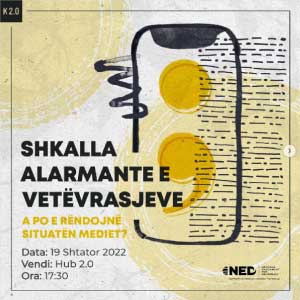 K2.0
SHKALLA
ALARMANTE E
VETËVRASJEVE
A PO E RËNDOJNË
SITUATËN MEDIET?
Data: 19 Shtator 2022
Vendi: Hub 2.0
Ora: 17:30
NED